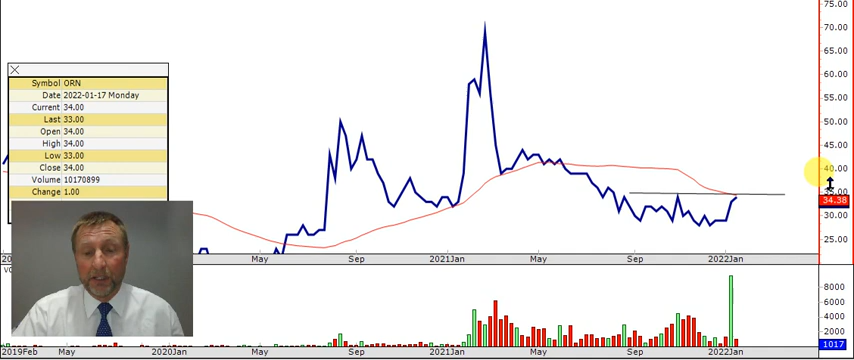 75.00
70.00
65.00
60.00
55.00
50.00
45.00
40.00
35.00
34.38
30.00
25.00
Symbol ORN
Date 2022-01-17 Monday
Current 34.00
Last 33.00
Open 34.00
High 34.00
Low 33.00
Close 34.00
Volume 10170899
Change 1.00
May Sep 2021Jan May Sep 2022Jan
8000
6000
4000
2000
1017
2019Feb May 2020Jan May Sep 2021Jan May Sep 2022Jan